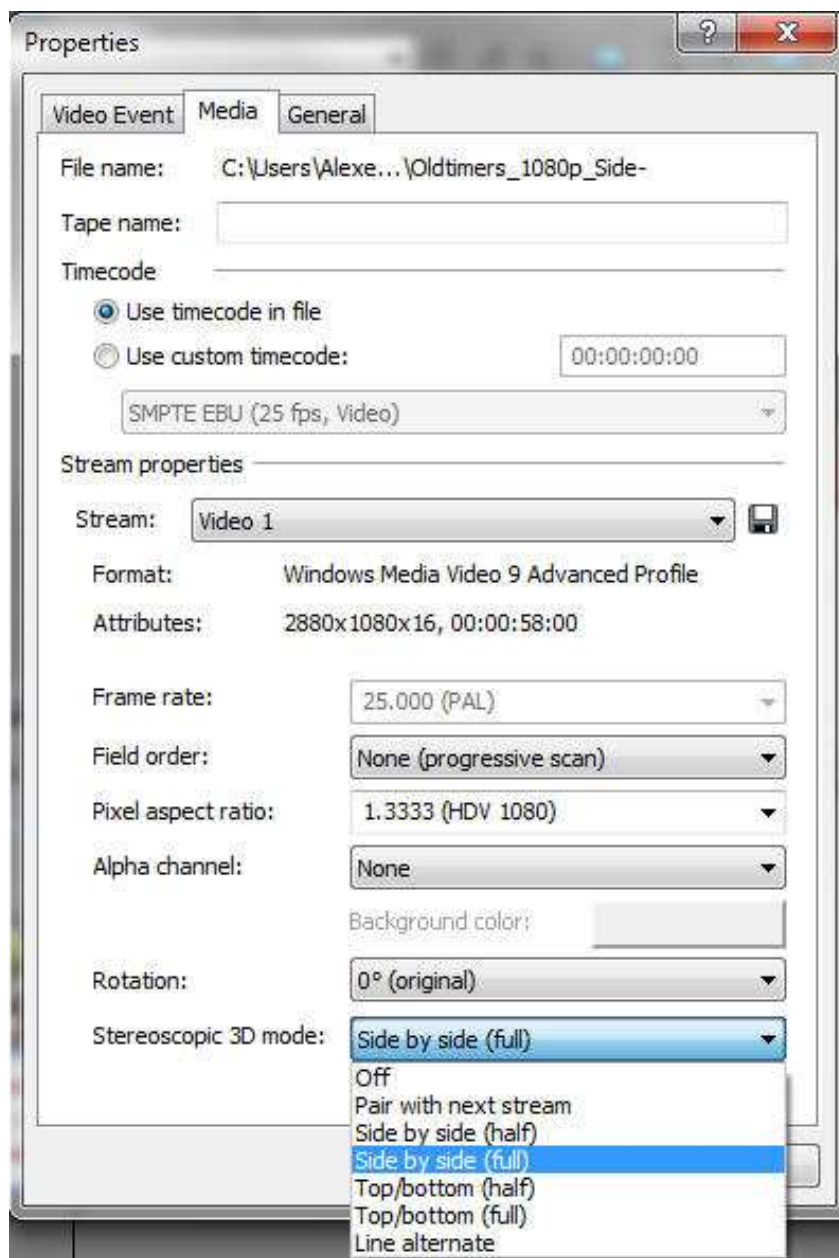 Properties
Video Event Media General
File name: C:\Users\Alexe...\Oldtimers_1080p_Side-
Tape name:
Timecode
Use timecode in file
Use custom timecode: 00:00:00:00
SMPTE EBU (25 fps, Video)
Stream properties
Stream: Video 1
Format: Windows Media Video 9 Advanced Profile
Attributes: 2880x1080x16, 00:00:58:00
Frame rate: 25.000 (PAL)
Field order: None (progressive scan)
Pixel aspect ratio: 1.3333 (HDV 1080)
Alpha channel: None
Background color:
Rotation: 0° (original)
Stereoscopic 3D mode: Side by side (full)
Off
Pair with next stream
Side by side (half)
Side by side (full)
Top/bottom (half)
Top/bottom (full)
Line alternate